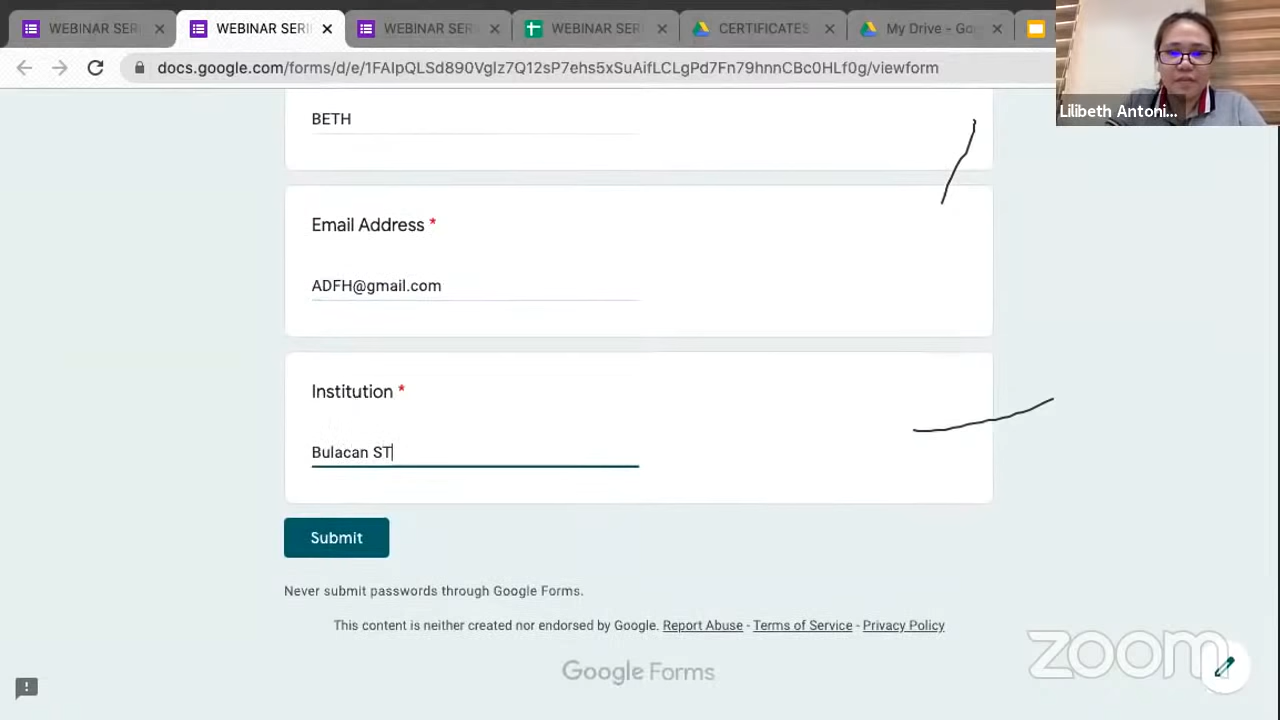 WEBINAR SERI
WEBINAR SERI
WEBINAR SERI
WEBINAR SERI
CERTIFICATES
My Drive - Goo
docs.google.com/forms/d/e/1FAIpQLSd89OVgIz7Q12sP7ehs5xSuAifLCLgPd7Fn79hnnCBc0HLf0g/viewform
Lilibeth Antoni...
BETH
Email Address *
ADFH@gmail.com
Institution *
Bulacan ST
Submit
Never submit passwords through Google Forms.
This content is neither created nor endorsed by Google. Report Abuse - Terms of Service - Privacy Policy
Google Forms
zoom